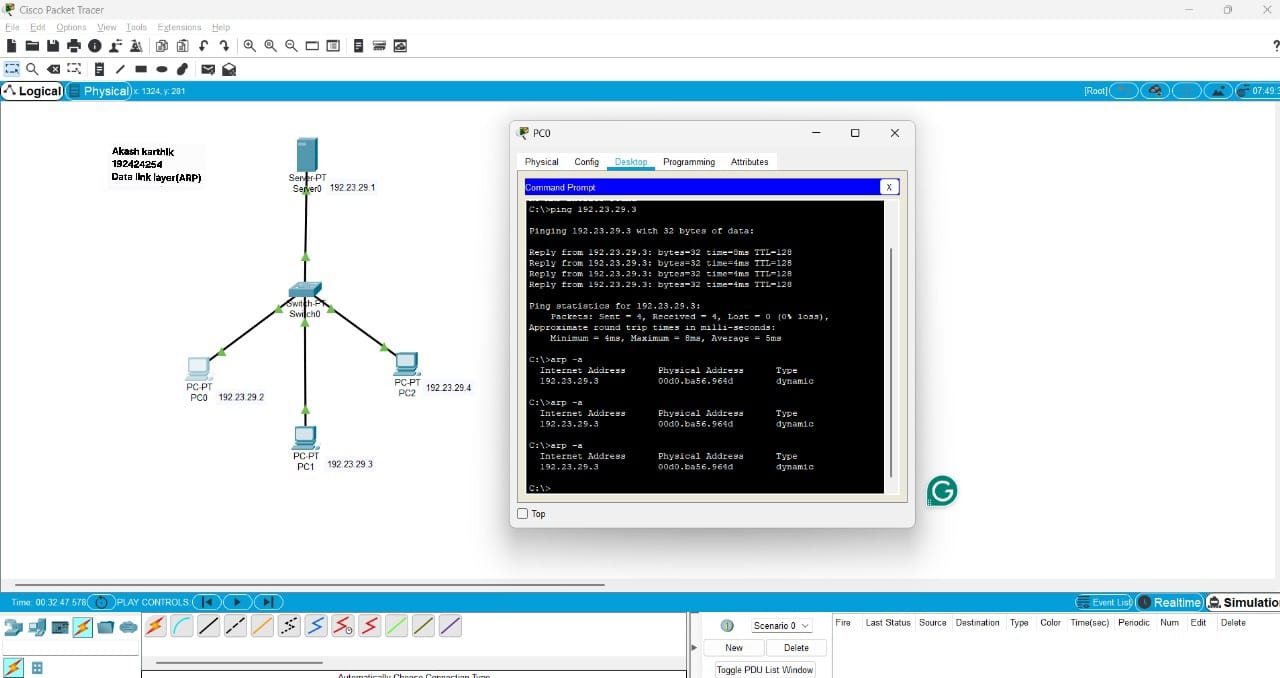 Cisco Packet Tracer
File Edit Options View Tools Extensions Help
Logical Physical x: 1324, y: 281 [Root] 07:49:3
Akash karthik
192424254
Data link layer(ARP)
Server-PT
Server0 192.23.29.1
Switch-PT
Switch0
PC-PT
PC0 192.23.29.2
PC-PT
PC2 192.23.29.4
PC-PT
PC1 192.23.29.3
PC0
Physical Config Desktop Programming Attributes
Command Prompt X
C:\>ping 192.23.29.3
Pinging 192.23.29.3 with 32 bytes of data:
Reply from 192.23.29.3: bytes=32 time=8ms TTL=128
Reply from 192.23.29.3: bytes=32 time=4ms TTL=128
Reply from 192.23.29.3: bytes=32 time=4ms TTL=128
Reply from 192.23.29.3: bytes=32 time=4ms TTL=128
Ping statistics for 192.23.29.3:
Packets: Sent = 4, Received = 4, Lost = 0 (0% loss),
Approximate round trip times in milli-seconds:
Minimum = 4ms, Maximum = 8ms, Average = 5ms
C:\>arp -a
Internet Address Physical Address Type
192.23.29.3 00d0.ba56.964d dynamic
C:\>arp -a
Internet Address Physical Address Type
192.23.29.3 00d0.ba56.964d dynamic
C:\>arp -a
Internet Address Physical Address Type
192.23.29.3 00d0.ba56.964d dynamic
C:\>
Top
Time: 00:32:47.578 PLAY CONTROLS: Event List Realtime Simulation
Scenario 0
New Delete
Toggle PDU List Window
Fire Last Status Source Destination Type Color Time(sec) Periodic Num Edit Delete
Automatically Choose Connection Type